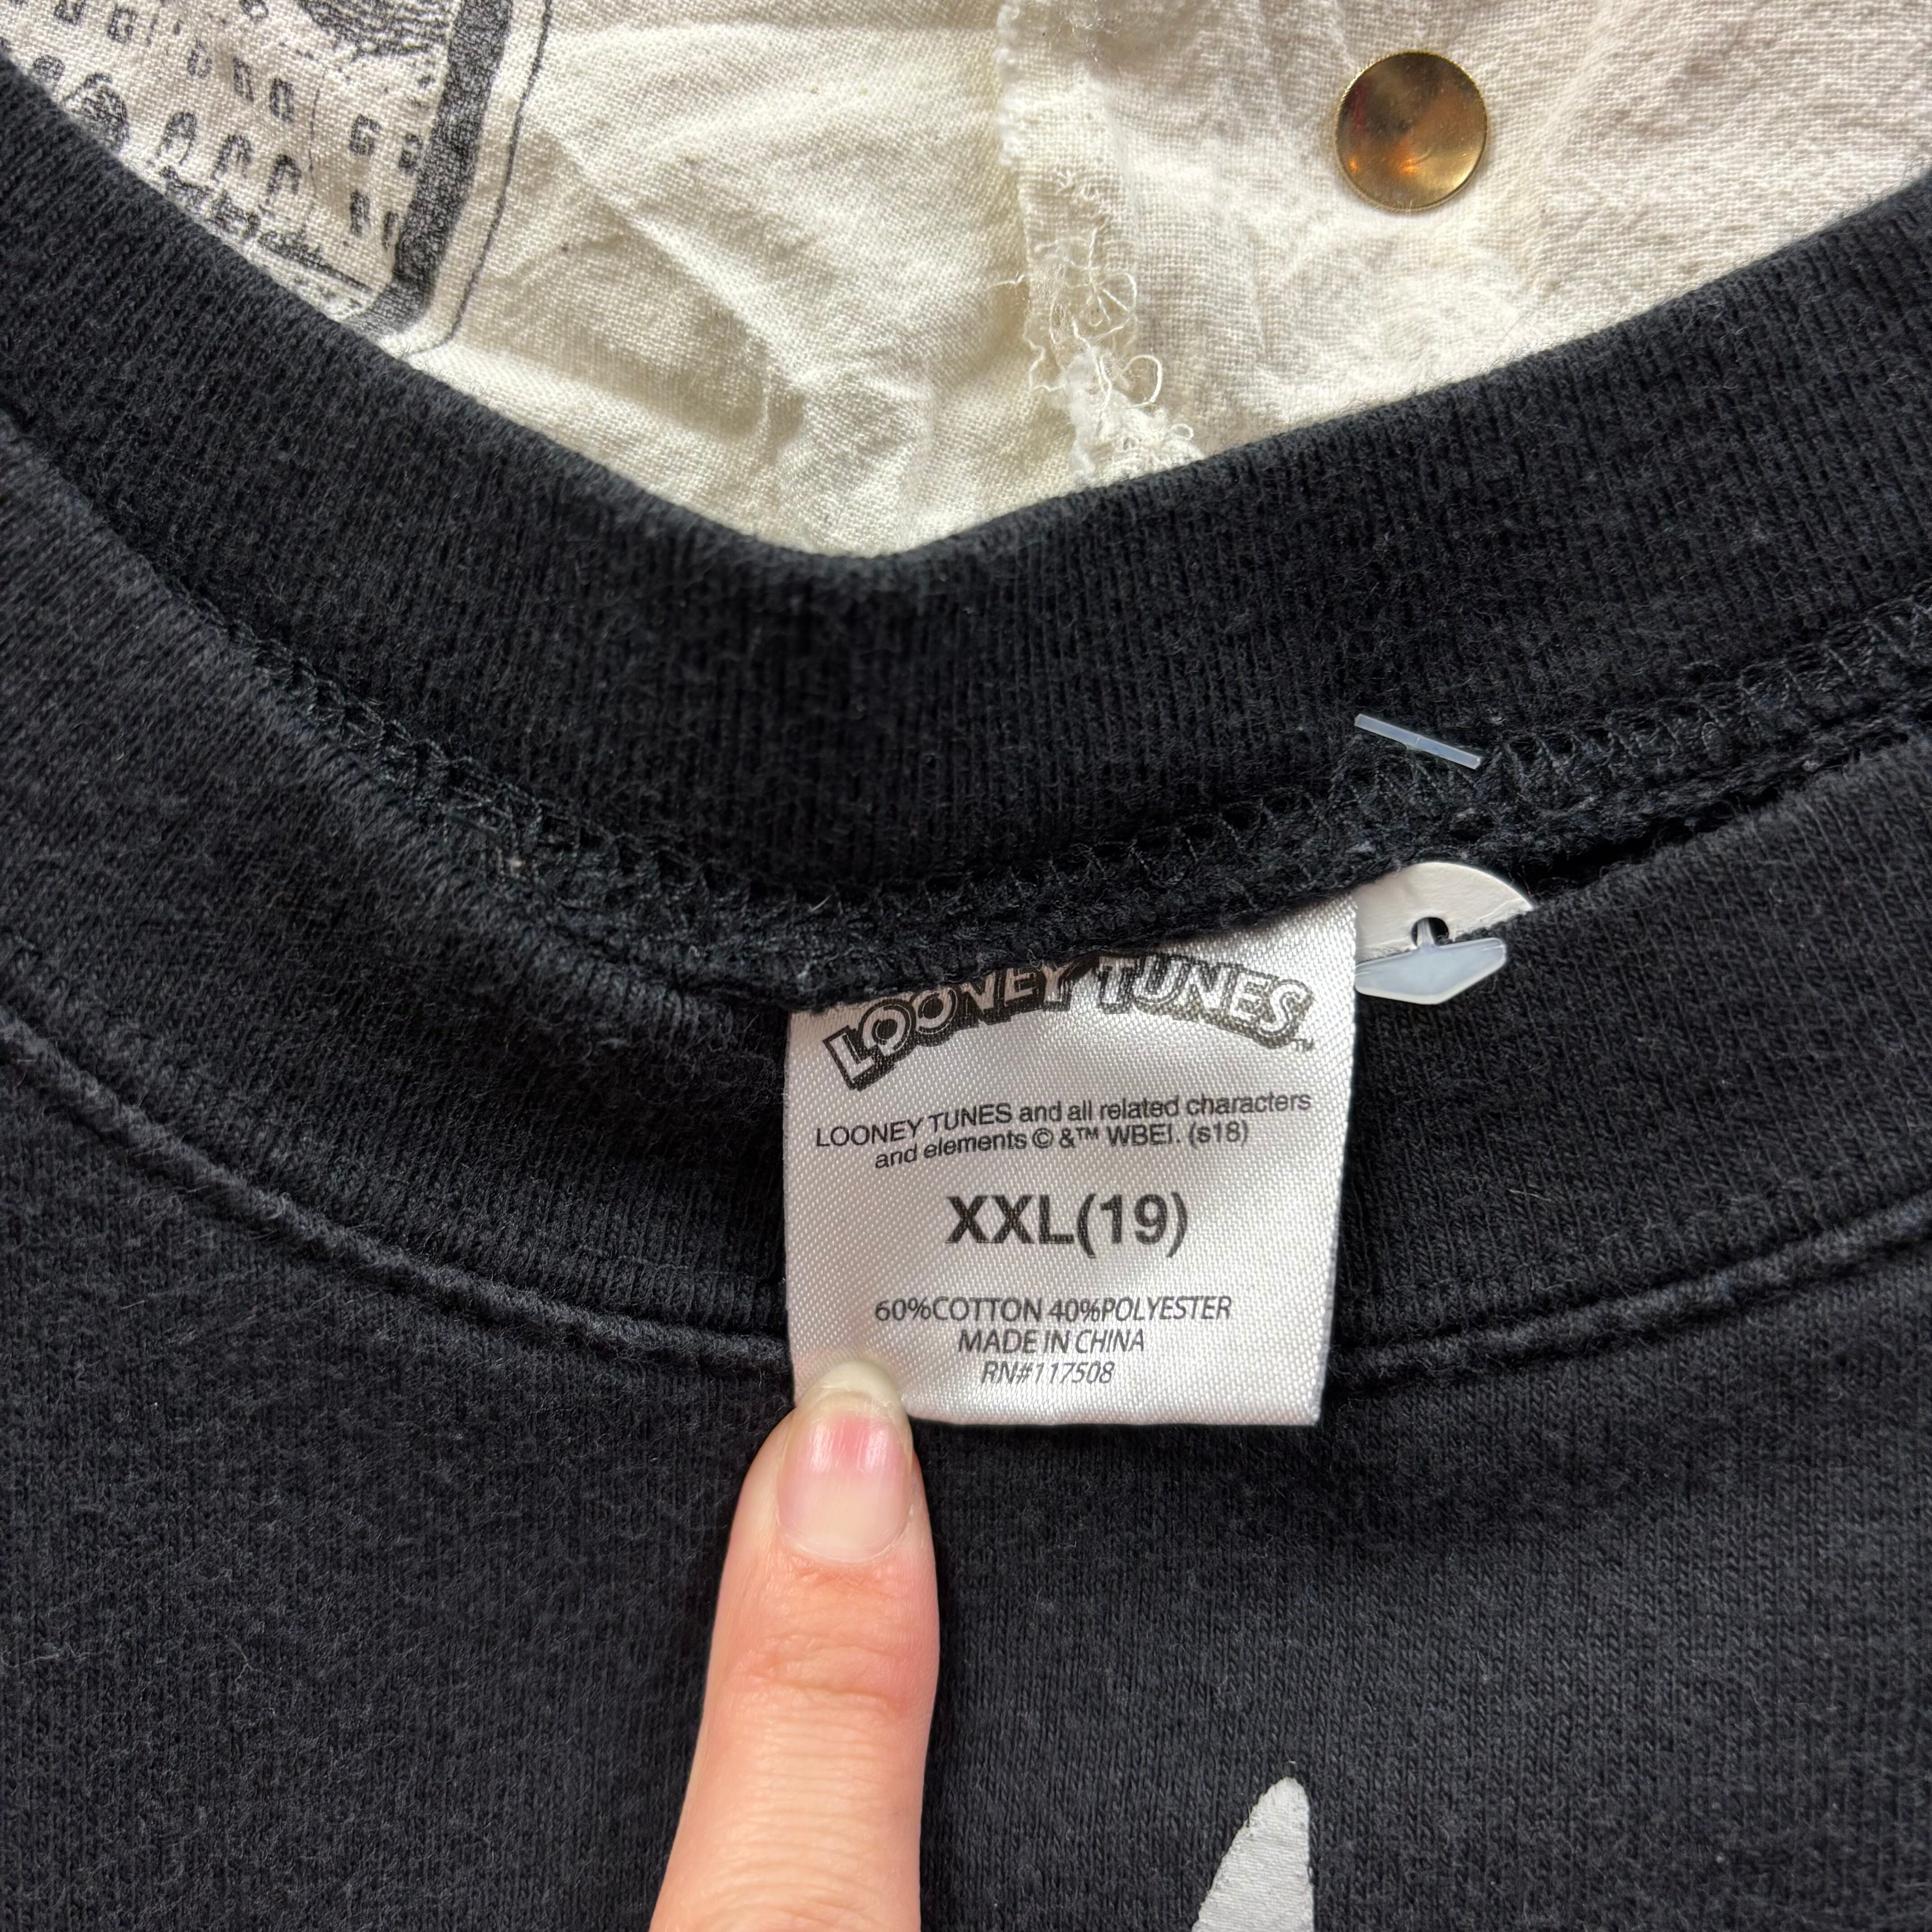 LOONEY TUNES™
LOONEY TUNES and all related characters
and elements © &™ WBEI. (s18)
XXL(19)
60%COTTON 40%POLYESTER
MADE IN CHINA
RN#117508